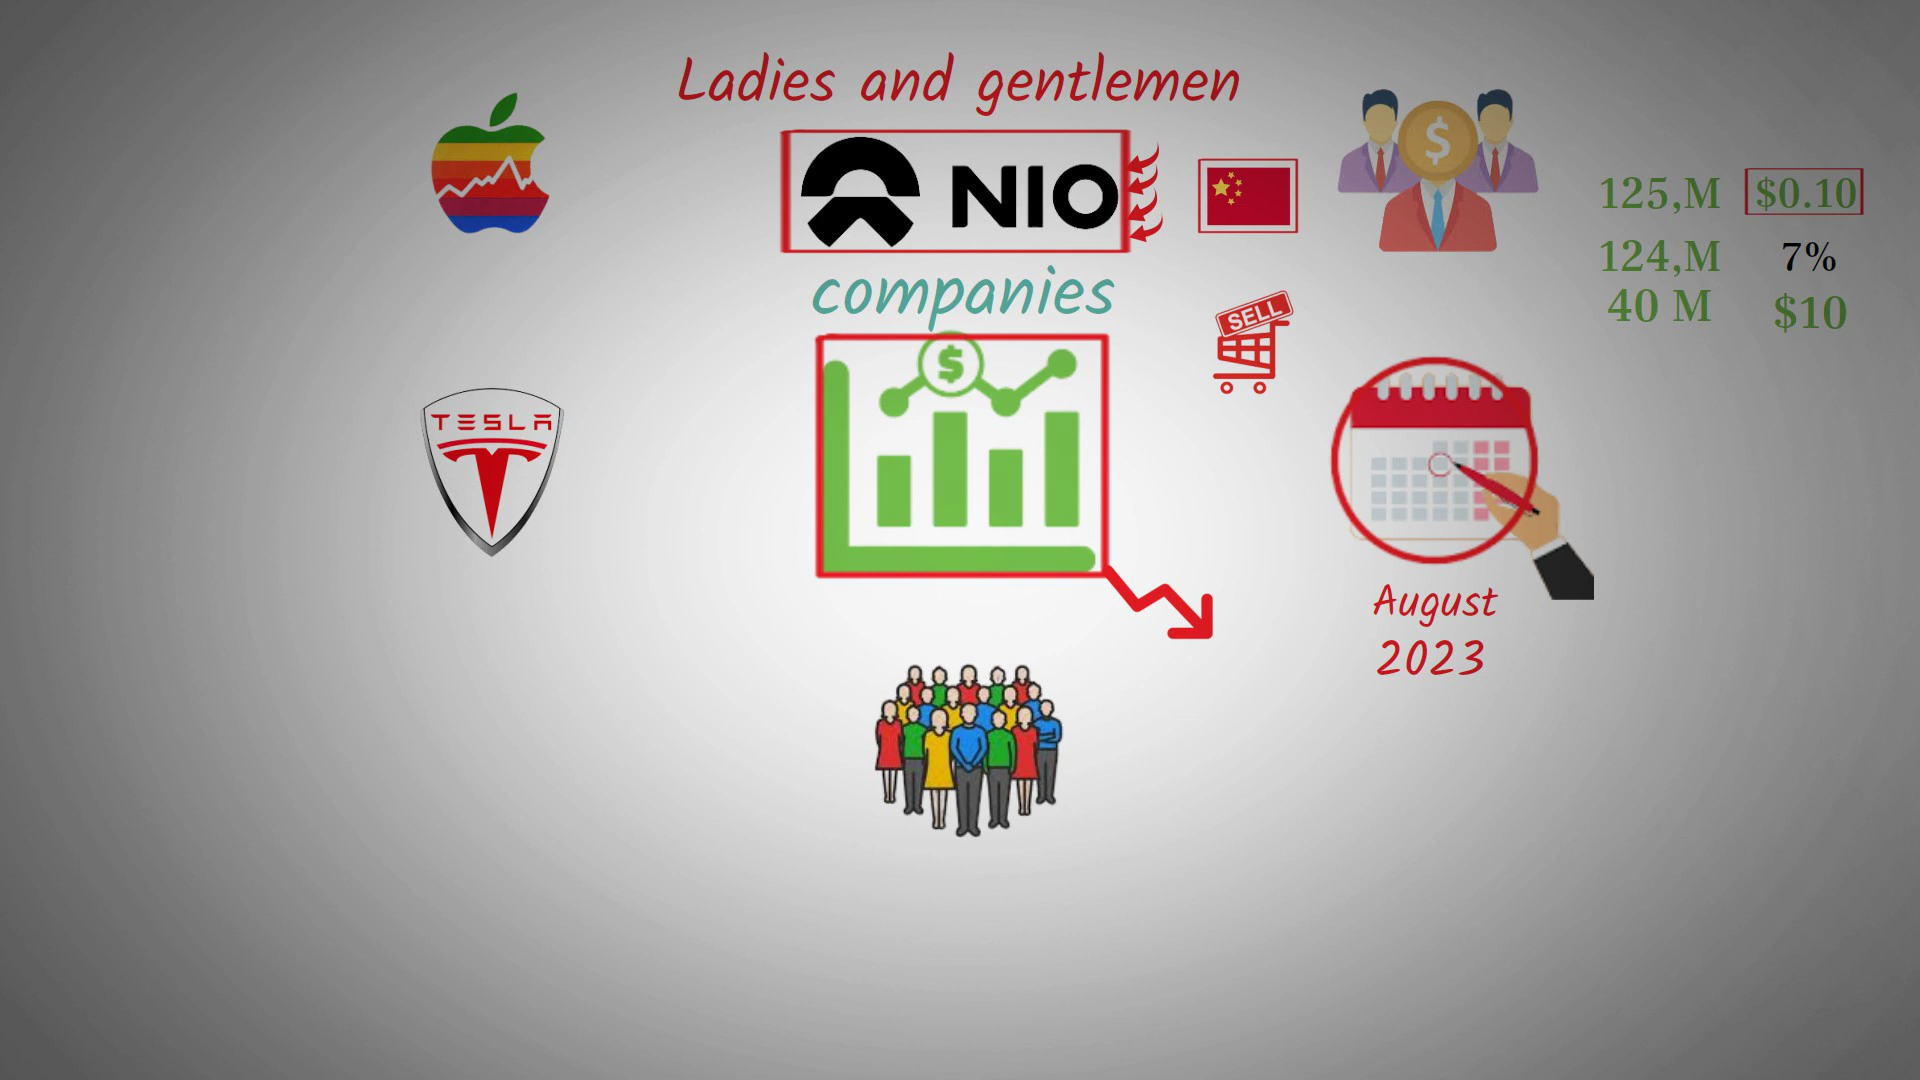 Ladies and gentlemen
NIO
companies
TESLA
$
SELL
$
125,M $0.10
124,M 7%
40 M $10
August
2023